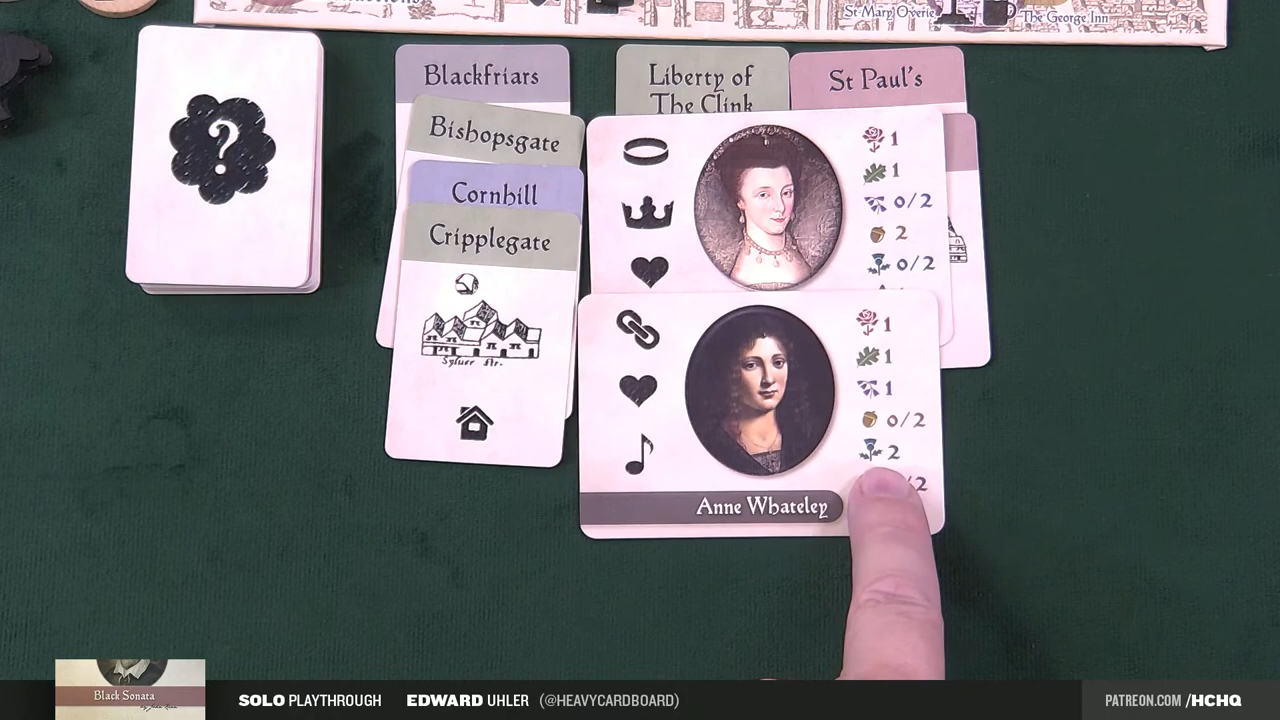 St Mary Overie
The George Inn
Blackfriars
Liberty of
The Clink
St Paul's
Bishopsgate
Cornhill
Cripplegate
?
1
1
0/2
2
0/2
Sylver Str.
1
1
1
0/2
2
/2
Anne Whateley
Black Sonata
SOLO PLAYTHROUGH EDWARD UHLER (@HEAVYCARDBOARD)
PATREON.COM/HCHQ